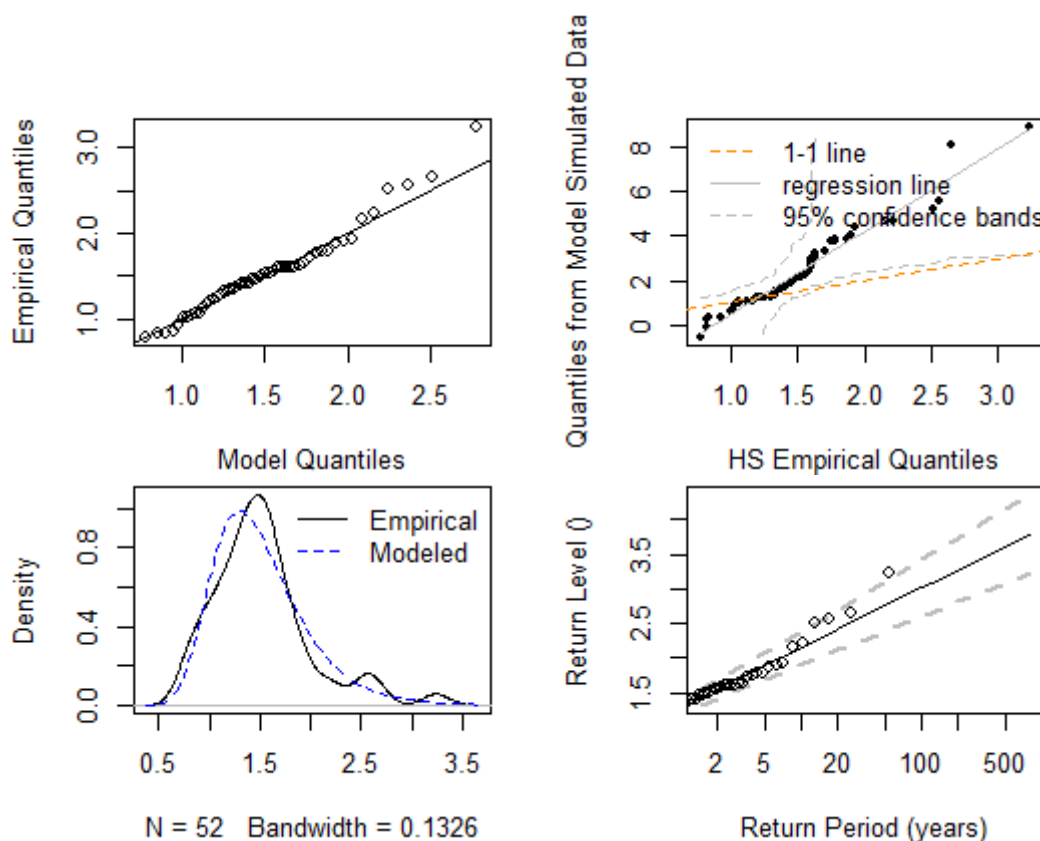 Empirical Quantiles
3.0
2.0
1.0
1.0 1.5 2.0 2.5
Model Quantiles
Quantiles from Model Simulated Data
8
6
4
2
0
1-1 line
regression line
95% confidence bands
1.0 1.5 2.0 2.5 3.0
HS Empirical Quantiles
Density
0.8
0.4
0.0
Empirical
Modeled
0.5 1.5 2.5 3.5
N = 52 Bandwidth = 0.1326
Return Level ()
3.5
2.5
1.5
2 5 20 100 500
Return Period (years)